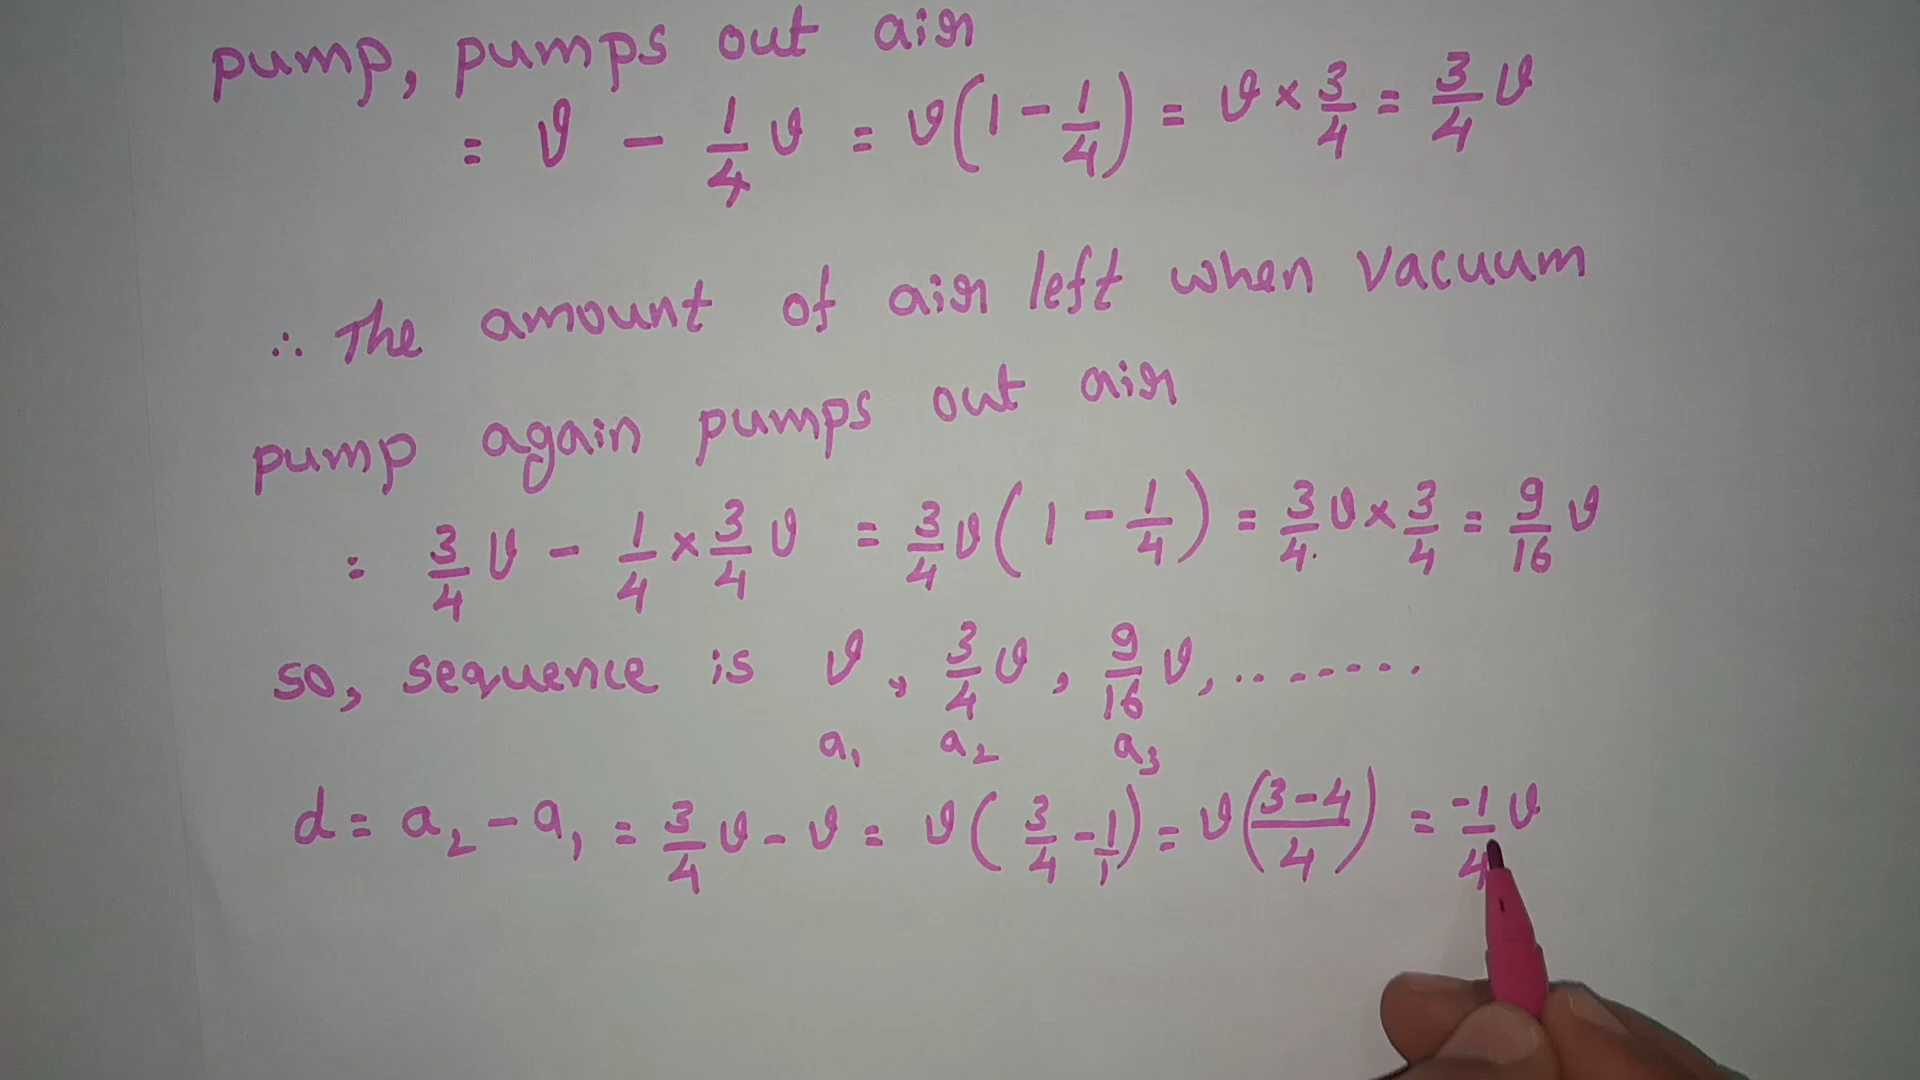 pump, pumps out air
= v - 1/4 v = v(1 - 1/4) = v × 3/4 = 3/4 v
∴ The amount of air left when vacuum
pump again pumps out air
= 3/4 v - 1/4 × 3/4 v = 3/4 v (1 - 1/4) = 3/4 v × 3/4 = 9/16 v
so, sequence is v, 3/4 v, 9/16 v, ........
a₁ a₂ a₃
d = a₂ - a₁ = 3/4 v - v = v(3/4 - 1/1) = v((3-4)/4) = -1/4 v